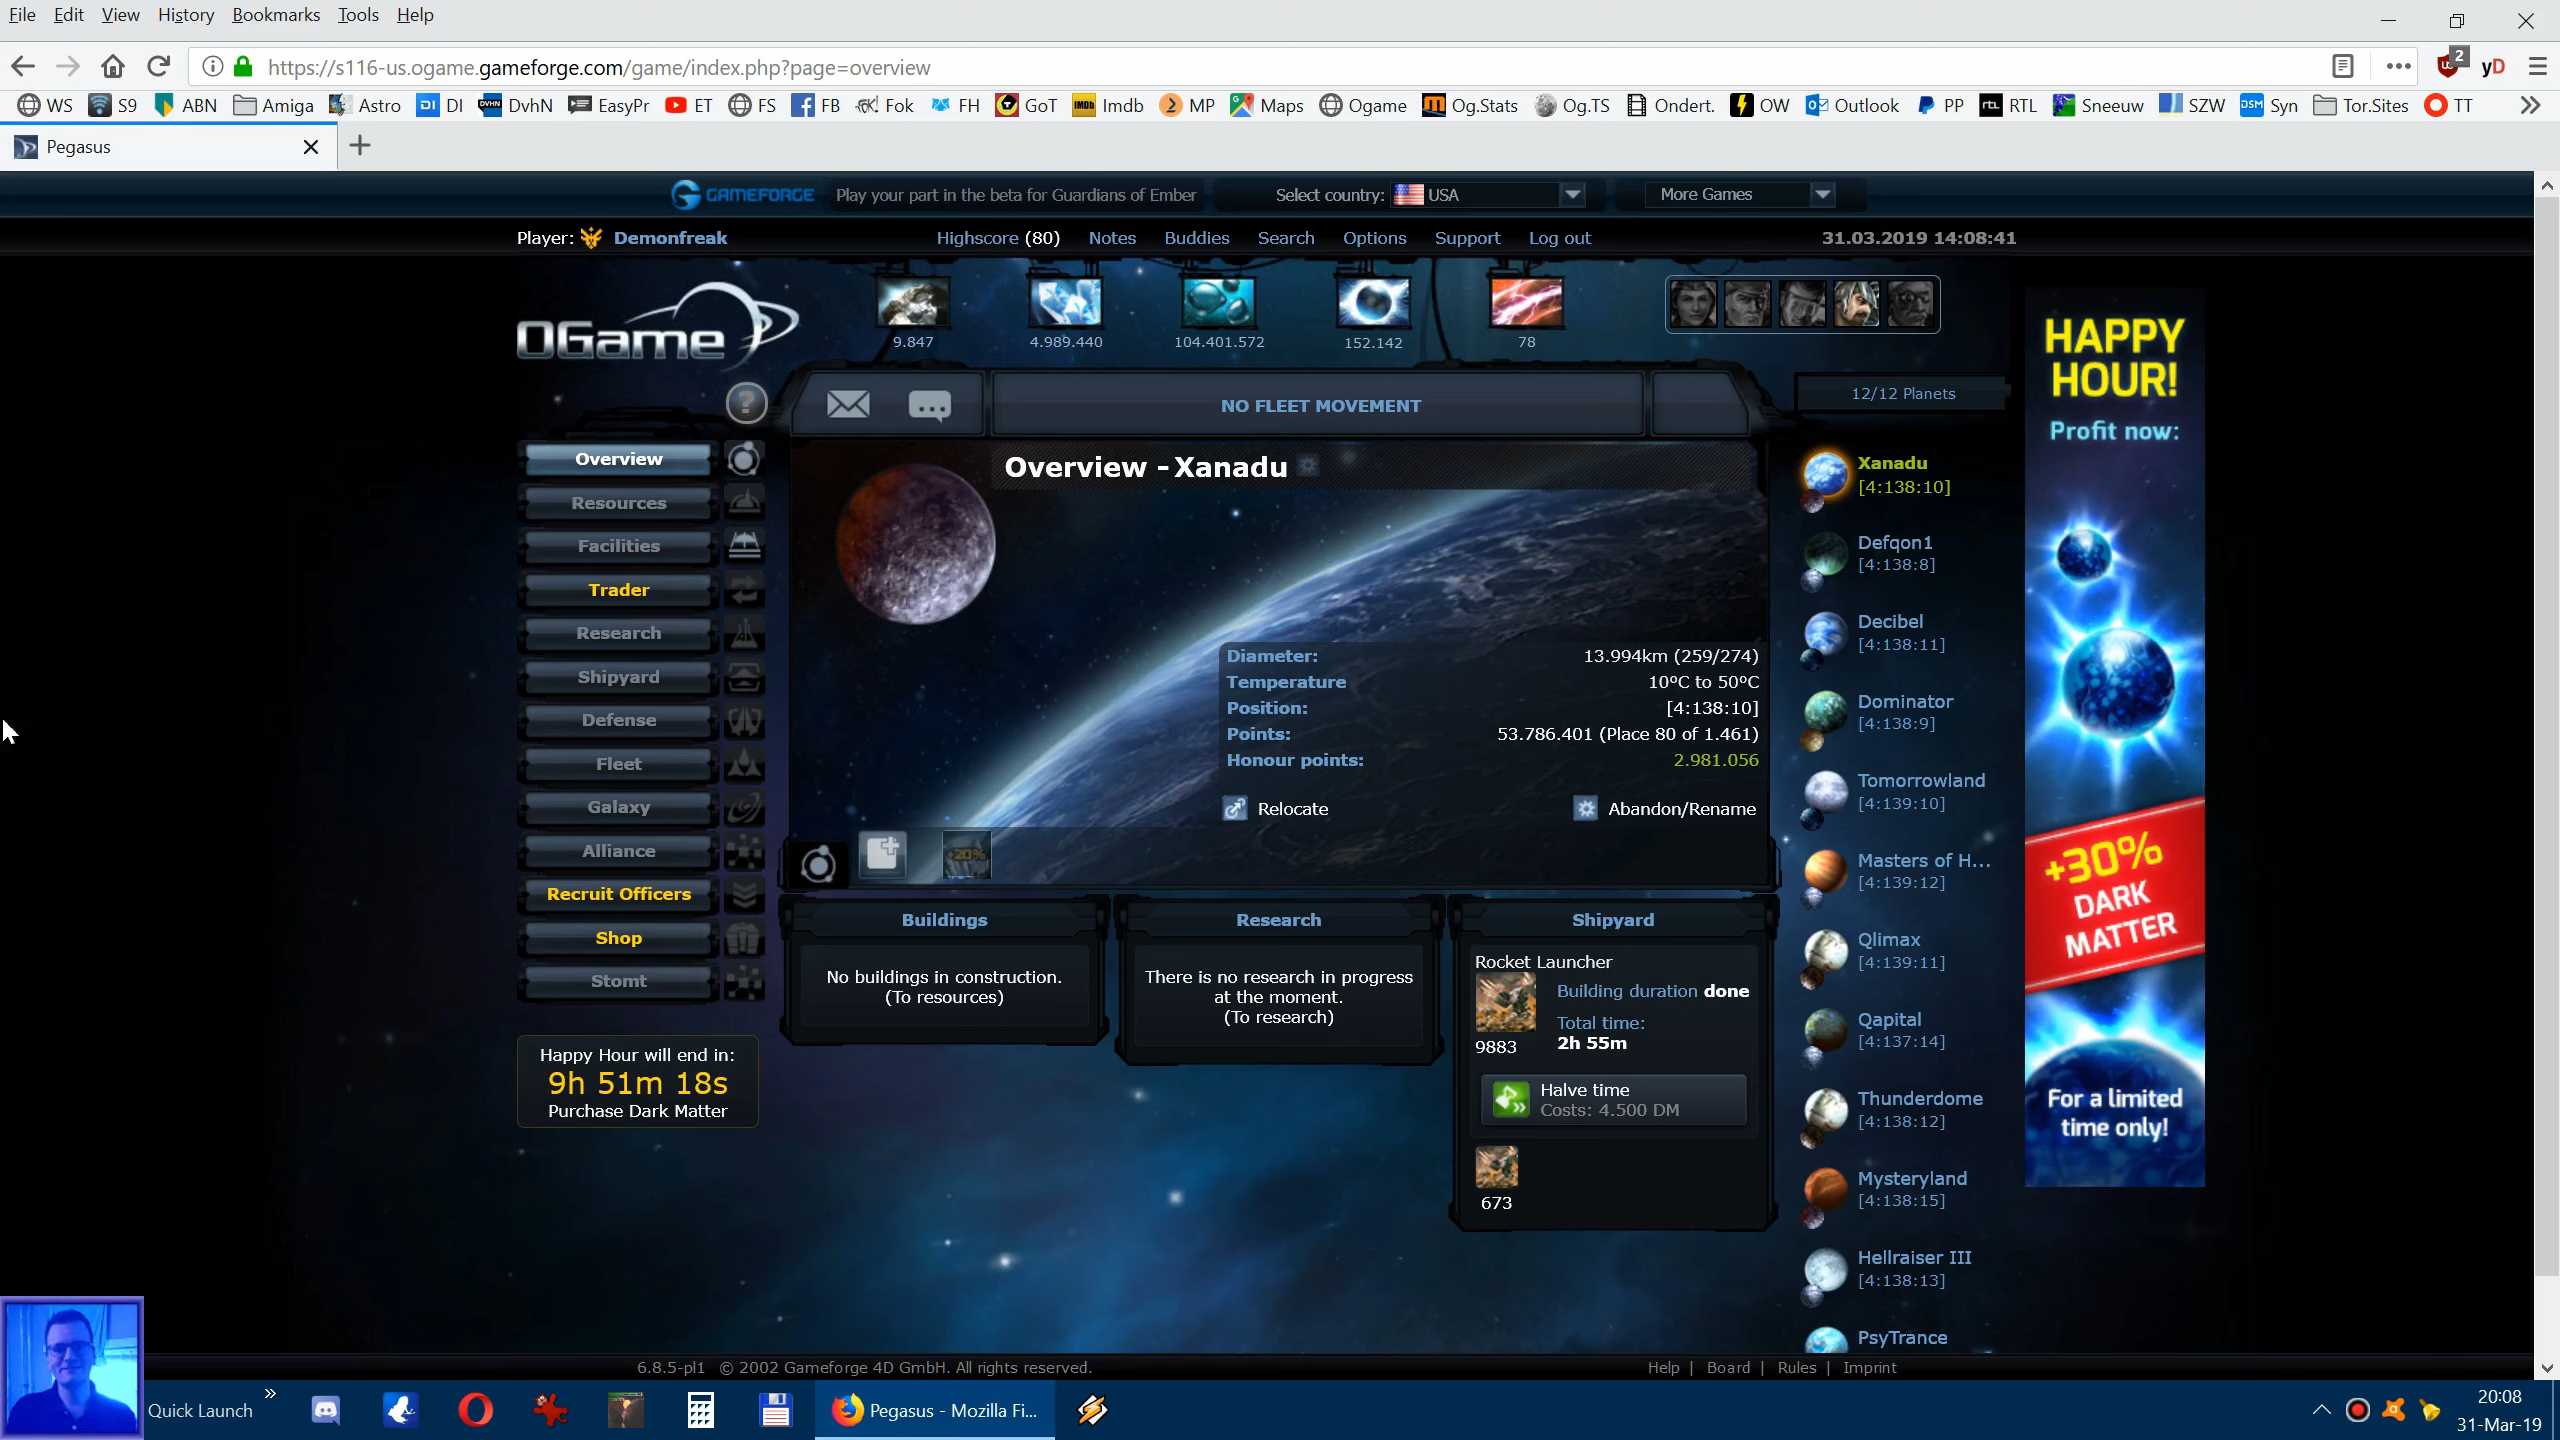 File Edit View History Bookmarks Tools Help
https://s116-us.ogame.gameforge.com/game/index.php?page=overview
2
yD
WS S9 ABN Amiga Astro DI DI DVHN DvhN EasyPr ET FS FB Fok FH GoT IMDb Imdb MP Maps Ogame Og.Stats Og.TS Ondert. OW Outlook PP rtl RTL Sneeuw SZW DSM Syn Tor.Sites TT
Pegasus
GAMEFORGE Play your part in the beta for Guardians of Ember Select country: USA More Games
Player: Demonfreak Highscore (80) Notes Buddies Search Options Support Log out 31.03.2019 14:08:41
OGame
9.847 4.989.440 104.401.572 152.142 78
?
NO FLEET MOVEMENT
12/12 Planets
Overview
Resources
Facilities
Trader
Research
Shipyard
Defense
Fleet
Galaxy
Alliance
Recruit Officers
Shop
Stomt
Happy Hour will end in:
9h 51m 18s
Purchase Dark Matter
Overview - Xanadu
Diameter: 13.994km (259/274)
Temperature 10°C to 50°C
Position: [4:138:10]
Points: 53.786.401 (Place 80 of 1.461)
Honour points: 2.981.056
Relocate Abandon/Rename
+20%
Buildings
No buildings in construction.
(To resources)
Research
There is no research in progress
at the moment.
(To research)
Shipyard
Rocket Launcher
Building duration done
Total time:
2h 55m
9883
Halve time
Costs: 4.500 DM
673
Xanadu
[4:138:10]
Defqon1
[4:138:8]
Decibel
[4:138:11]
Dominator
[4:138:9]
Tomorrowland
[4:139:10]
Masters of H...
[4:139:12]
Qlimax
[4:139:11]
Qapital
[4:137:14]
Thunderdome
[4:138:12]
Mysteryland
[4:138:15]
Hellraiser III
[4:138:13]
PsyTrance
HAPPY
HOUR!
Profit now:
+30%
DARK
MATTER
For a limited
time only!
6.8.5-pl1 © 2002 Gameforge 4D GmbH. All rights reserved.
Help | Board | Rules | Imprint
Quick Launch
Pegasus - Mozilla Fi...
20:08
31-Mar-19